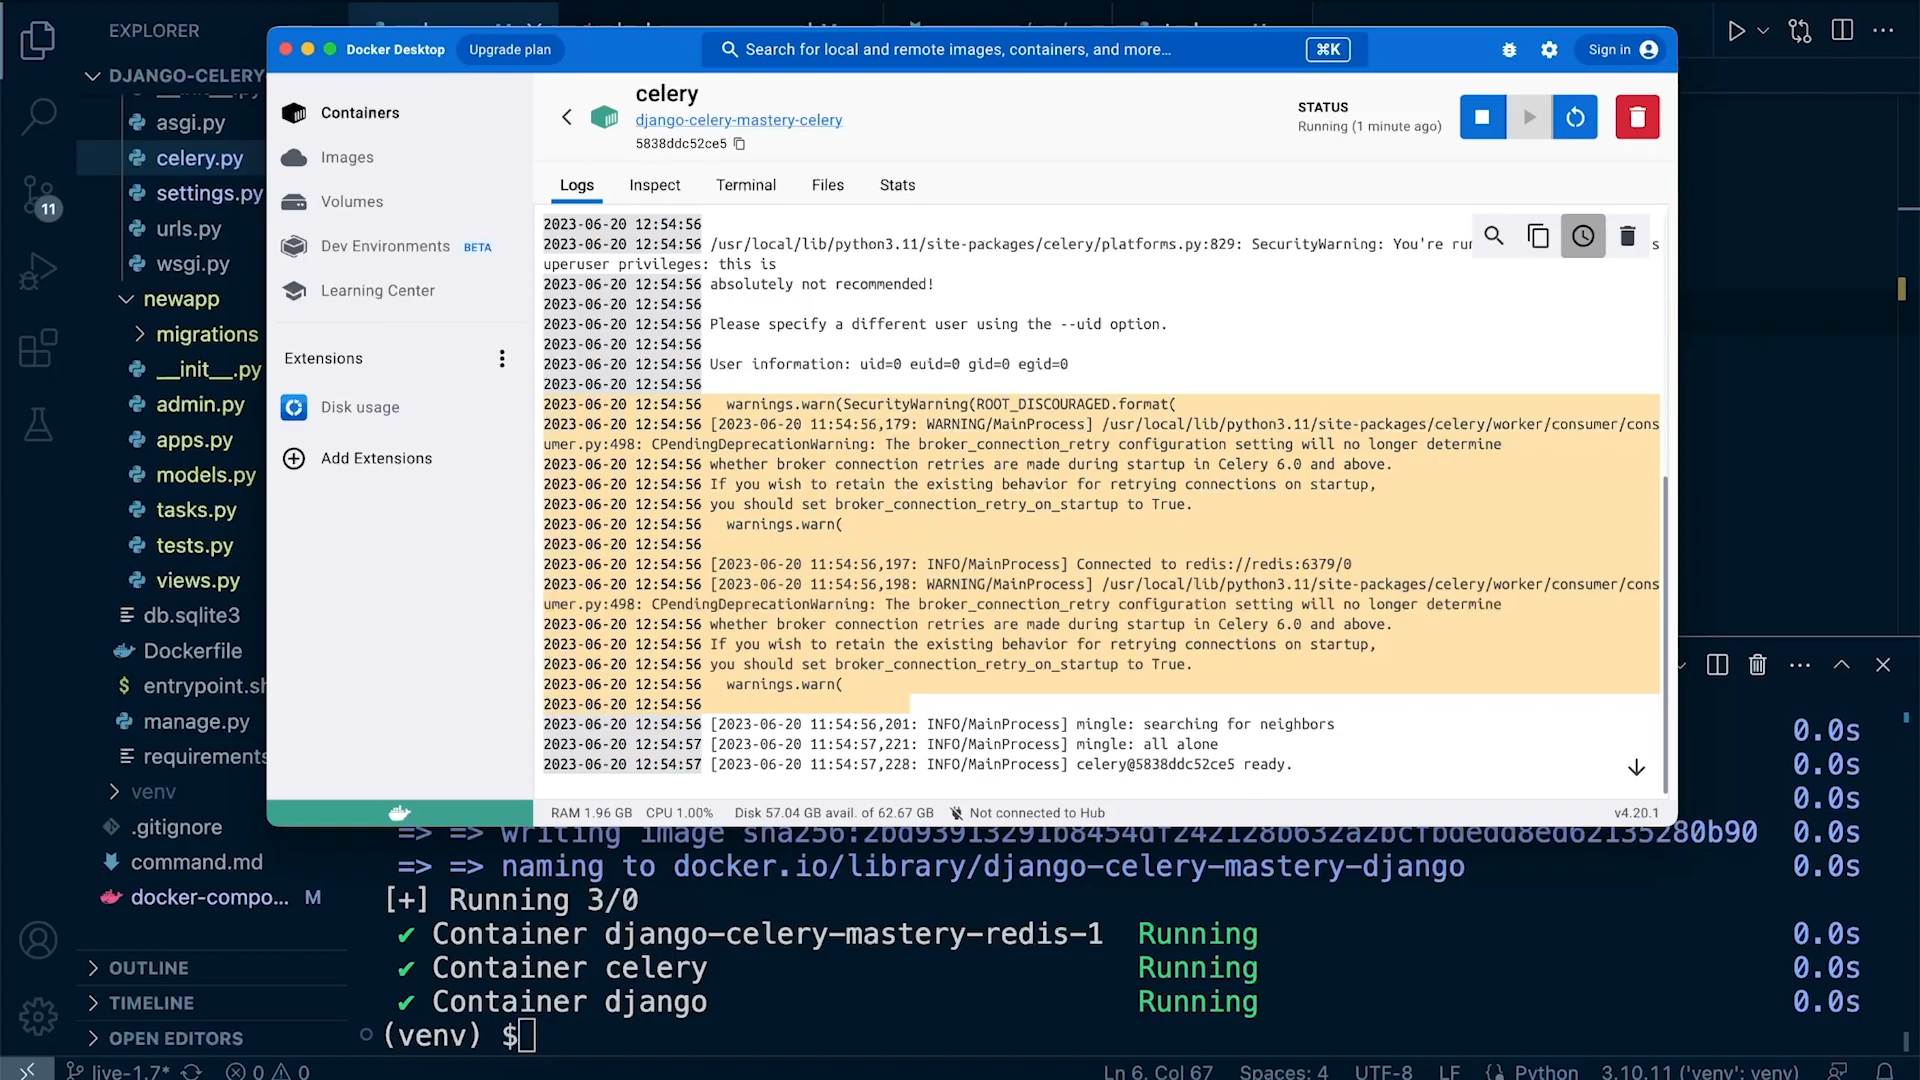 EXPLORER
DJANGO-CELERY
asgi.py
celery.py
settings.py
urls.py
wsgi.py
newapp
migrations
__init__.py
admin.py
apps.py
models.py
tasks.py
tests.py
views.py
db.sqlite3
Dockerfile
$ entrypoint.sh
manage.py
requirements
venv
.gitignore
command.md
docker-compo... M
OUTLINE
TIMELINE
OPEN EDITORS
11
Docker Desktop
Upgrade plan
Search for local and remote images, containers, and more...
⌘K
Sign in
Containers
Images
Volumes
Dev Environments BETA
Learning Center
Extensions
Disk usage
Add Extensions
celery
django-celery-mastery-celery
5838ddc52ce5
STATUS
Running (1 minute ago)
Logs Inspect Terminal Files Stats
2023-06-20 12:54:56
2023-06-20 12:54:56 /usr/local/lib/python3.11/site-packages/celery/platforms.py:829: SecurityWarning: You're ru s
uperuser privileges: this is
2023-06-20 12:54:56 absolutely not recommended!
2023-06-20 12:54:56
2023-06-20 12:54:56 Please specify a different user using the --uid option.
2023-06-20 12:54:56
2023-06-20 12:54:56 User information: uid=0 euid=0 gid=0 egid=0
2023-06-20 12:54:56
2023-06-20 12:54:56 warnings.warn(SecurityWarning(ROOT_DISCOURAGED.format(
2023-06-20 12:54:56 [2023-06-20 11:54:56,179: WARNING/MainProcess] /usr/local/lib/python3.11/site-packages/celery/worker/consumer/cons
umer.py:498: CPendingDeprecationWarning: The broker_connection_retry configuration setting will no longer determine
2023-06-20 12:54:56 whether broker connection retries are made during startup in Celery 6.0 and above.
2023-06-20 12:54:56 If you wish to retain the existing behavior for retrying connections on startup,
2023-06-20 12:54:56 you should set broker_connection_retry_on_startup to True.
2023-06-20 12:54:56 warnings.warn(
2023-06-20 12:54:56
2023-06-20 12:54:56 [2023-06-20 11:54:56,197: INFO/MainProcess] Connected to redis://redis:6379/0
2023-06-20 12:54:56 [2023-06-20 11:54:56,198: WARNING/MainProcess] /usr/local/lib/python3.11/site-packages/celery/worker/consumer/cons
umer.py:498: CPendingDeprecationWarning: The broker_connection_retry configuration setting will no longer determine
2023-06-20 12:54:56 whether broker connection retries are made during startup in Celery 6.0 and above.
2023-06-20 12:54:56 If you wish to retain the existing behavior for retrying connections on startup,
2023-06-20 12:54:56 you should set broker_connection_retry_on_startup to True.
2023-06-20 12:54:56 warnings.warn(
2023-06-20 12:54:56
2023-06-20 12:54:56 [2023-06-20 11:54:56,201: INFO/MainProcess] mingle: searching for neighbors
2023-06-20 12:54:57 [2023-06-20 11:54:57,221: INFO/MainProcess] mingle: all alone
2023-06-20 12:54:57 [2023-06-20 11:54:57,228: INFO/MainProcess] celery@5838ddc52ce5 ready.
RAM 1.96 GB CPU 1.00% Disk 57.04 GB avail. of 62.67 GB Not connected to Hub v4.20.1
0.0s
0.0s
0.0s
=> => writing image sha256:2bd93913291b8454df242128b632a2bcfbdedd8ed62135280b90 0.0s
=> => naming to docker.io/library/django-celery-mastery-django 0.0s
[+] Running 3/0
✔ Container django-celery-mastery-redis-1 Running 0.0s
✔ Container celery Running 0.0s
✔ Container django Running 0.0s
(venv) $
live-1.7* 0 0 Ln 6, Col 67 Spaces: 4 UTF-8 LF {} Python 3.10.11 ('venv': venv)